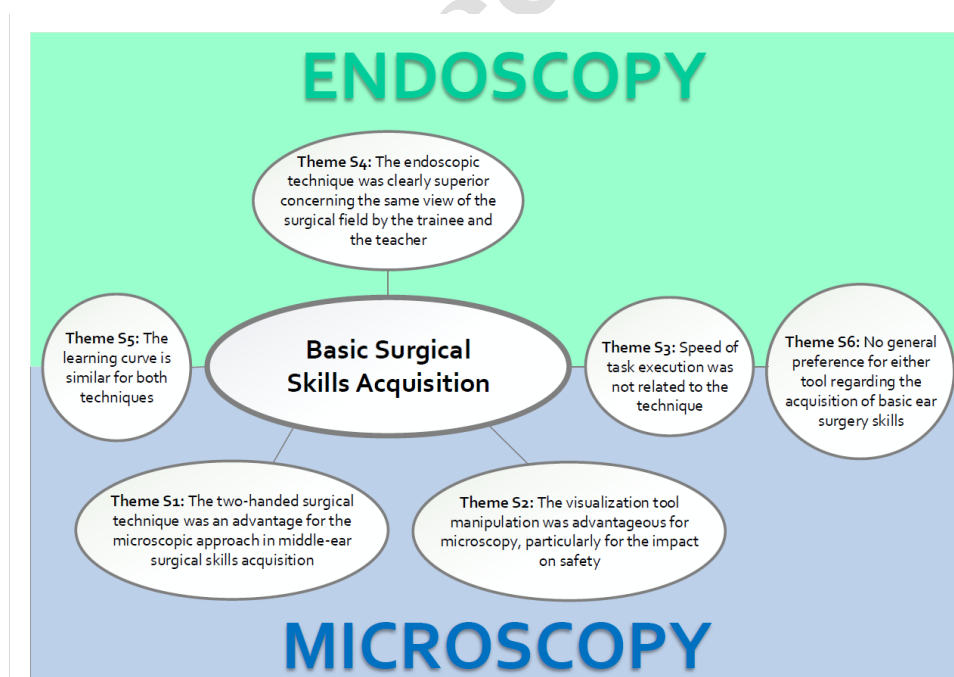 ENDOSCOPY
Theme S4: The endoscopic
technique was clearly superior
concerning the same view of the
surgical field by the trainee and
the teacher
Theme S5: The
learning curve is
similar for both
techniques
Basic Surgical
Skills Acquisition
Theme S3: Speed of
task execution was
not related to the
technique
Theme S6: No general
preference for either
tool regarding the
acquisition of basic ear
surgery skills
Theme S1: The two-handed surgical
technique was an advantage for the
microscopic approach in middle-ear
surgical skills acquisition
Theme S2: The visualization tool
manipulation was advantageous for
microscopy, particularly for the impact
on safety
MICROSCOPY